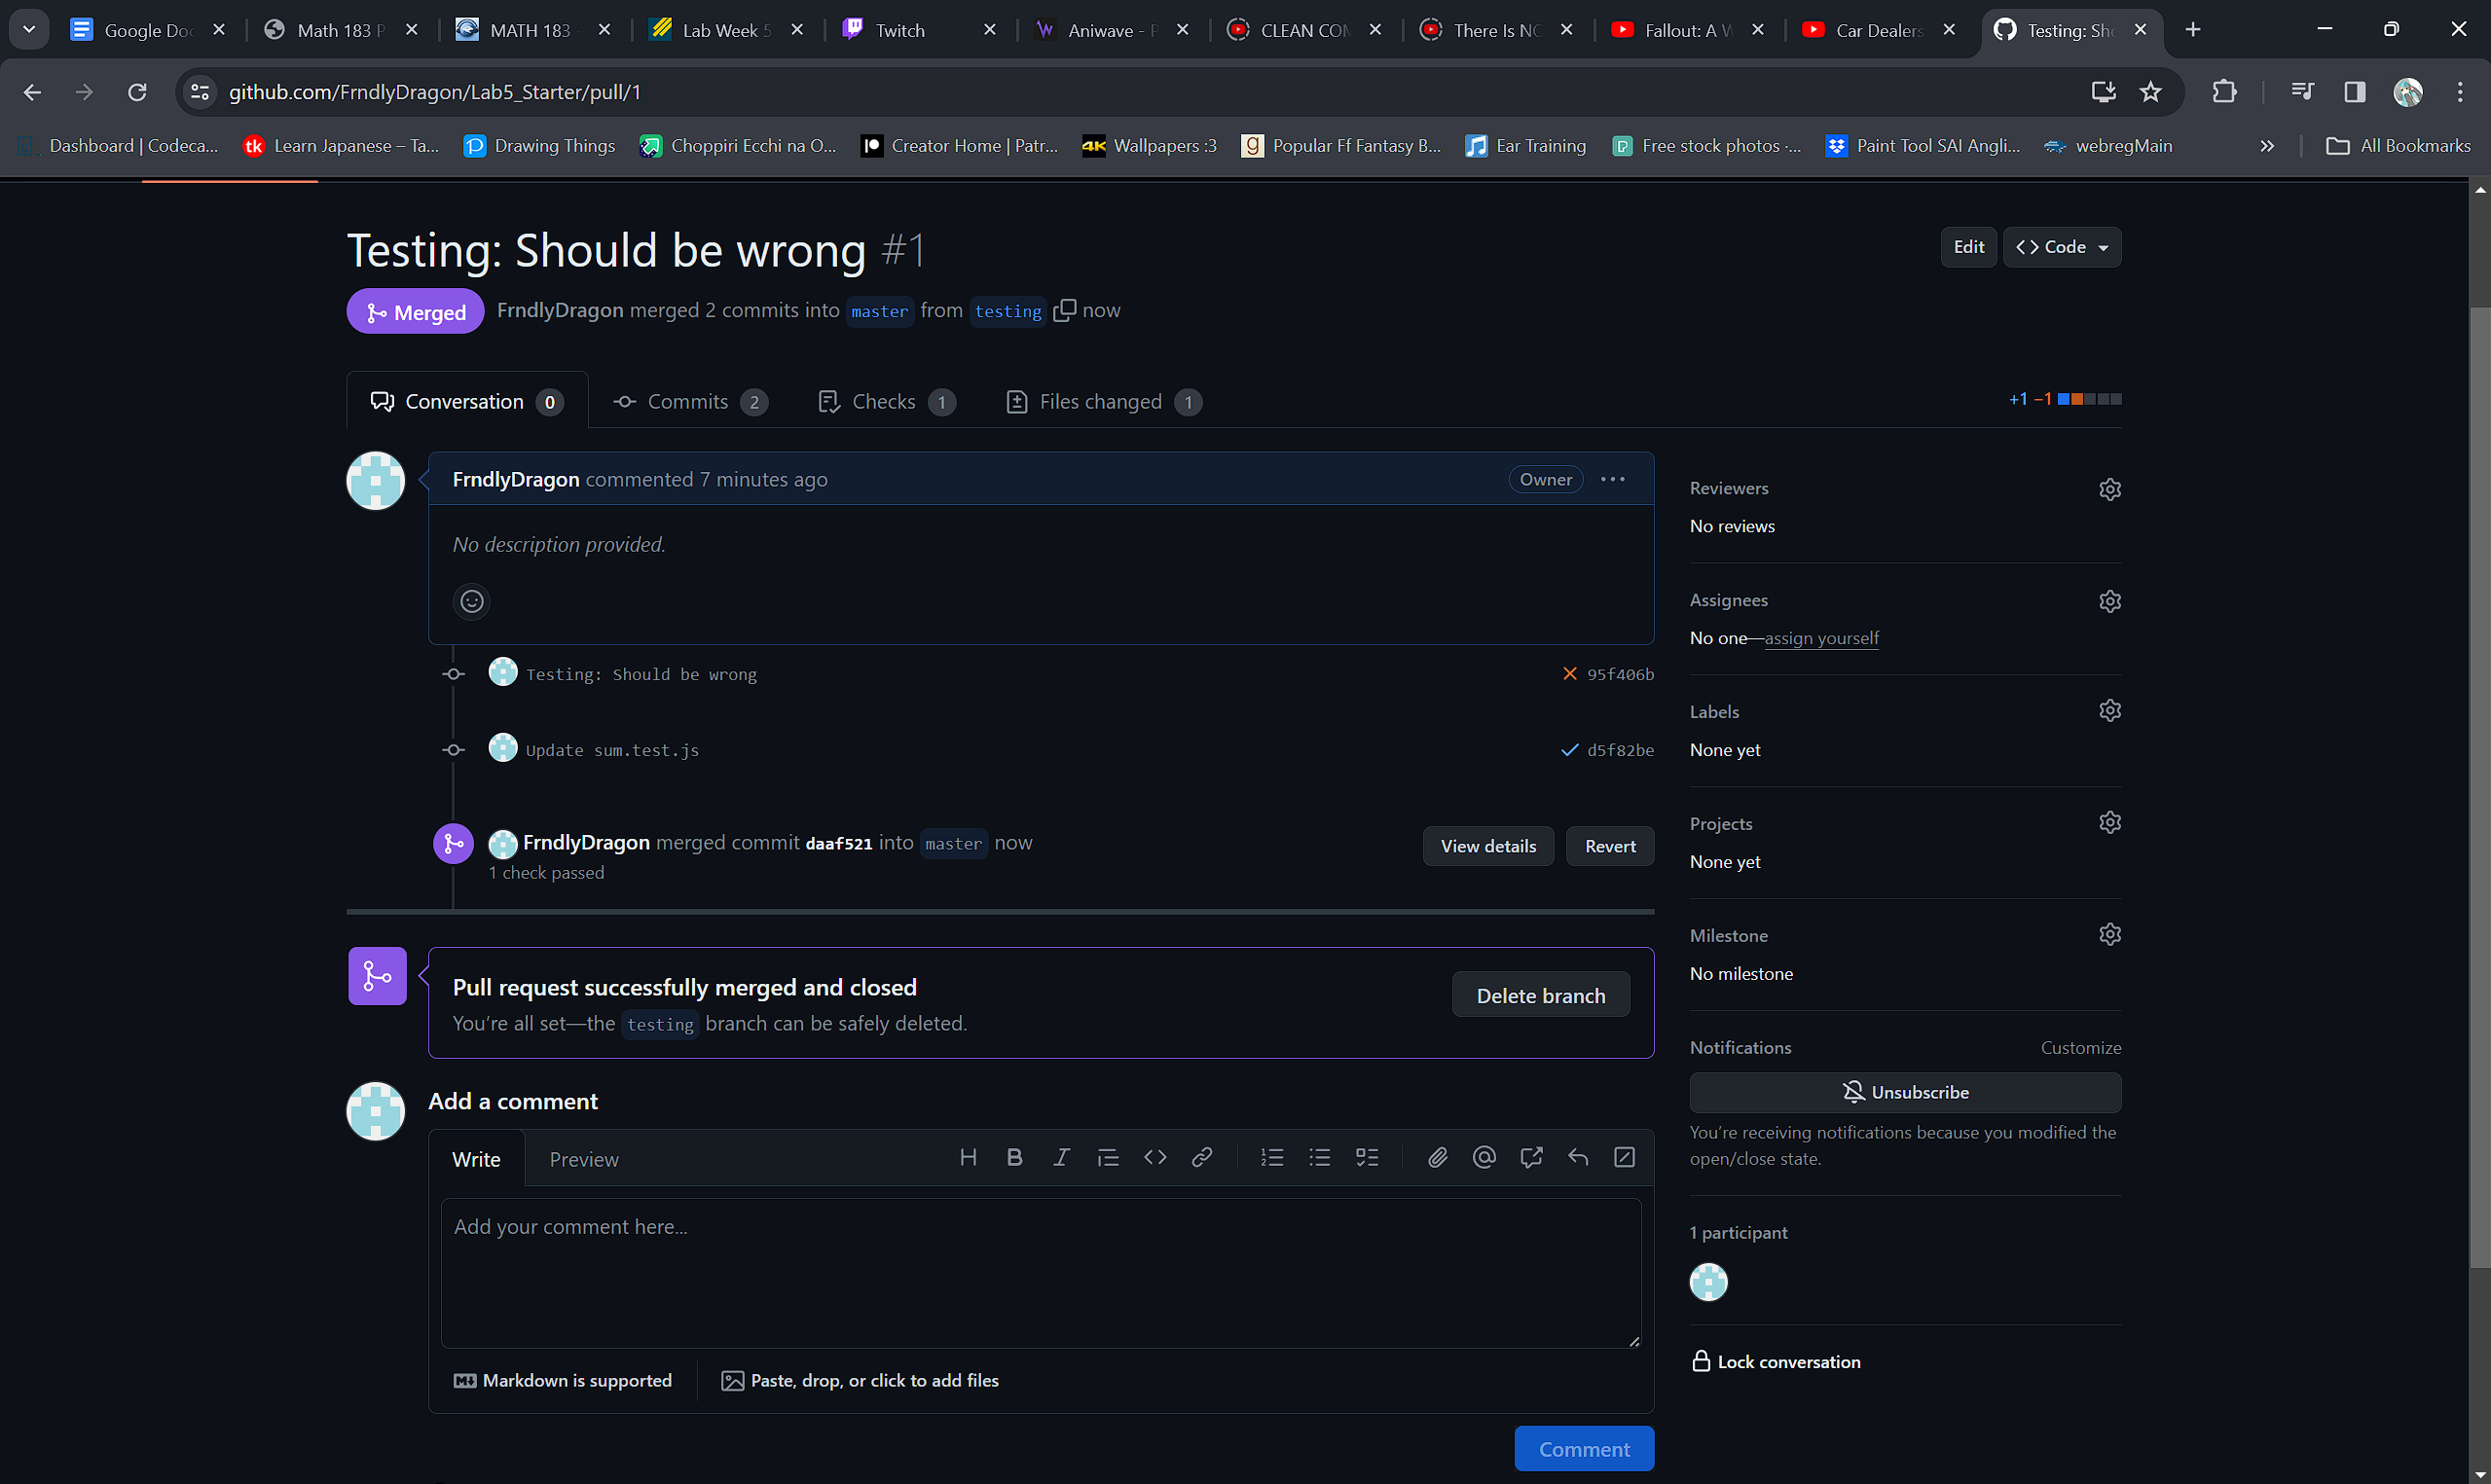 Google Doc
Math 183 P
MATH 183
Lab Week 5
Twitch
Aniwave - P
CLEAN CON
There Is NO
Fallout: A W
Car Dealers
Testing: Sho
github.com/FrndlyDragon/Lab5_Starter/pull/1
Dashboard | Codeca...
tk Learn Japanese – Ta...
Drawing Things
Choppiri Ecchi na O...
Creator Home | Patr...
4K Wallpapers :3
g Popular Ff Fantasy B...
Ear Training
Free stock photos ·...
Paint Tool SAI Angli...
webregMain
» All Bookmarks
Testing: Should be wrong #1
Edit
<> Code
Merged FrndlyDragon merged 2 commits into master from testing now
Conversation 0
Commits 2
Checks 1
Files changed 1
+1 −1
FrndlyDragon commented 7 minutes ago
Owner ...
No description provided.
Testing: Should be wrong 95f406b
Update sum.test.js d5f82be
FrndlyDragon merged commit daaf521 into master now
1 check passed
View details
Revert
Pull request successfully merged and closed
You're all set—the testing branch can be safely deleted.
Delete branch
Add a comment
Write
Preview
H B I
Add your comment here...
Markdown is supported
Paste, drop, or click to add files
Comment
Reviewers
No reviews
Assignees
No one—assign yourself
Labels
None yet
Projects
None yet
Milestone
No milestone
Notifications Customize
Unsubscribe
You're receiving notifications because you modified the
open/close state.
1 participant
Lock conversation